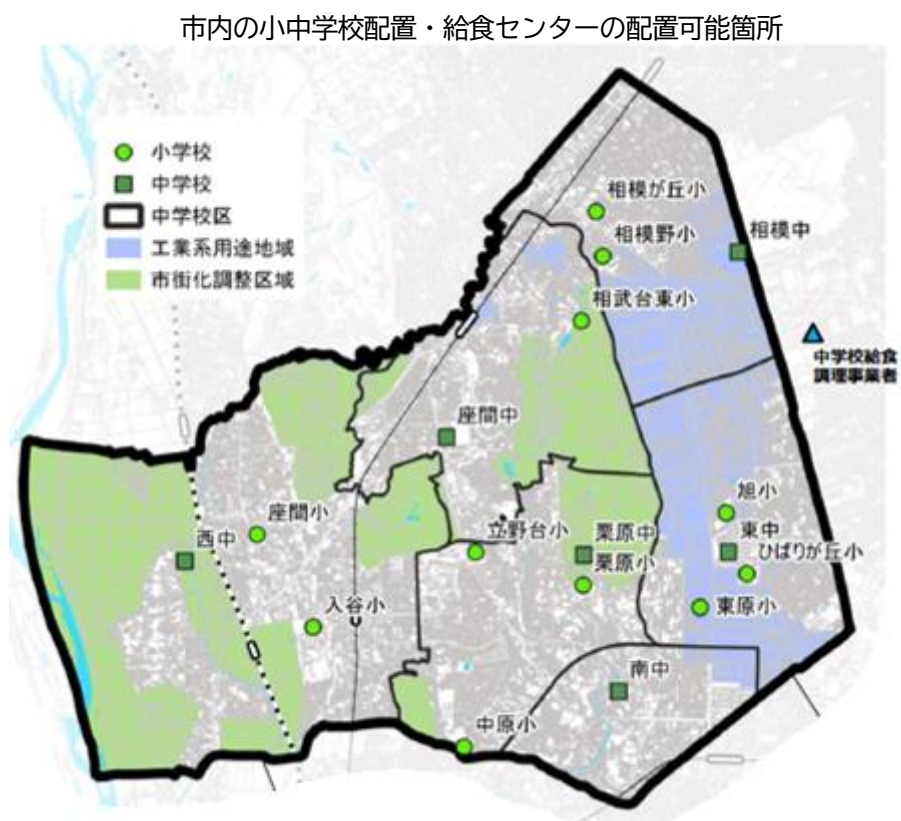 市内の小中学校配置・給食センターの配置可能箇所
小学校
中学校
中学校区
工業系用途地域
市街化調整区域
相模が丘小
相模中
相模野小
相武台東小
中学校給食
調理事業者
座間中
旭小
座間小
立野台小
栗原中
東中
西中
栗原小
ひばりが丘小
入谷小
東原小
南中
中原小